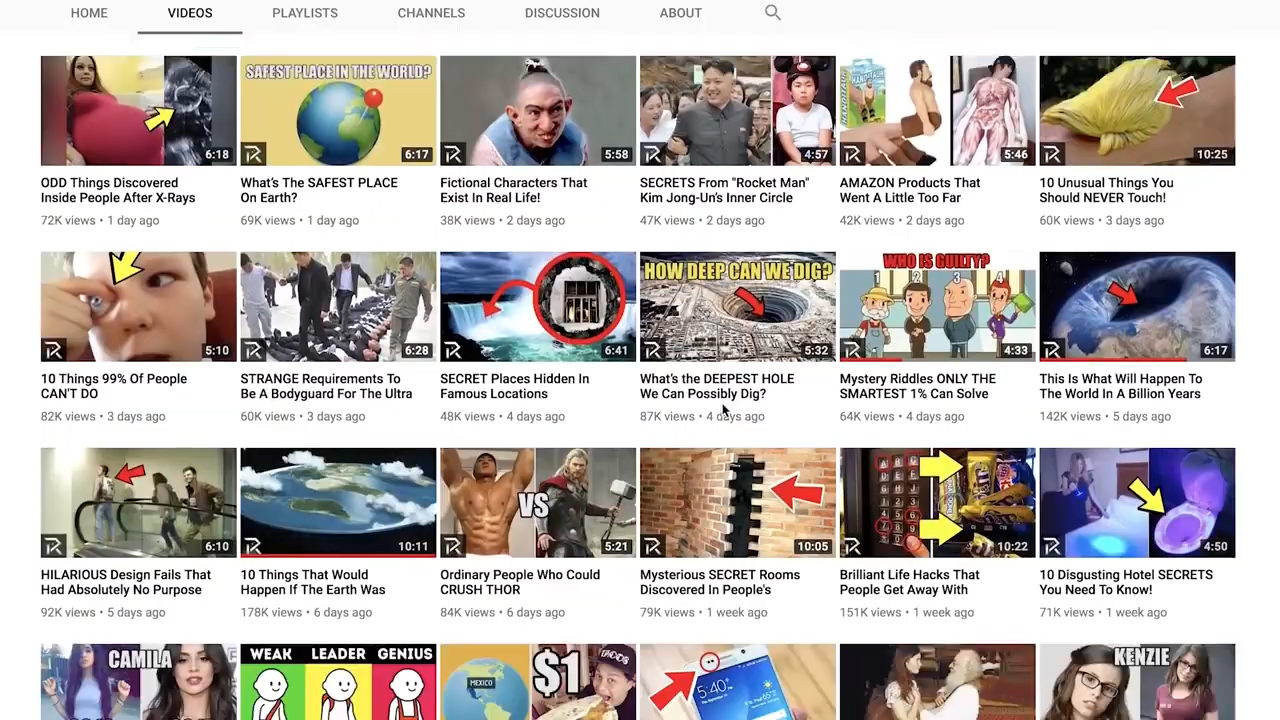 HOME VIDEOS PLAYLISTS CHANNELS DISCUSSION ABOUT
6:18
SAFEST PLACE IN THE WORLD?
6:17
5:58
4:57
5:46
10:25
ODD Things Discovered
Inside People After X-Rays
72K views • 1 day ago
What's The SAFEST PLACE
On Earth?
69K views • 1 day ago
Fictional Characters That
Exist In Real Life!
38K views • 2 days ago
SECRETS From "Rocket Man"
Kim Jong-Un's Inner Circle
47K views • 2 days ago
AMAZON Products That
Went A Little Too Far
42K views • 2 days ago
10 Unusual Things You
Should NEVER Touch!
60K views • 3 days ago
5:10
6:28
6:41
HOW DEEP CAN WE DIG?
5:32
WHO IS GUILTY?
1 2 3 4
4:33
6:17
10 Things 99% Of People
CAN'T DO
82K views • 3 days ago
STRANGE Requirements To
Be A Bodyguard For The Ultra
60K views • 3 days ago
SECRET Places Hidden In
Famous Locations
48K views • 4 days ago
What's the DEEPEST HOLE
We Can Possibly Dig?
87K views • 4 days ago
Mystery Riddles ONLY THE
SMARTEST 1% Can Solve
64K views • 4 days ago
This Is What Will Happen To
The World In A Billion Years
142K views • 5 days ago
6:10
10:11
VS
5:21
10:05
10:22
4:50
HILARIOUS Design Fails That
Had Absolutely No Purpose
92K views • 5 days ago
10 Things That Would
Happen If The Earth Was
178K views • 6 days ago
Ordinary People Who Could
CRUSH THOR
84K views • 6 days ago
Mysterious SECRET Rooms
Discovered In People's
79K views • 1 week ago
Brilliant Life Hacks That
People Get Away With
151K views • 1 week ago
10 Disgusting Hotel SECRETS
You Need To Know!
71K views • 1 week ago
CAMILA
WEAK LEADER GENIUS
MEXICO
$1
5:40
KENZIE